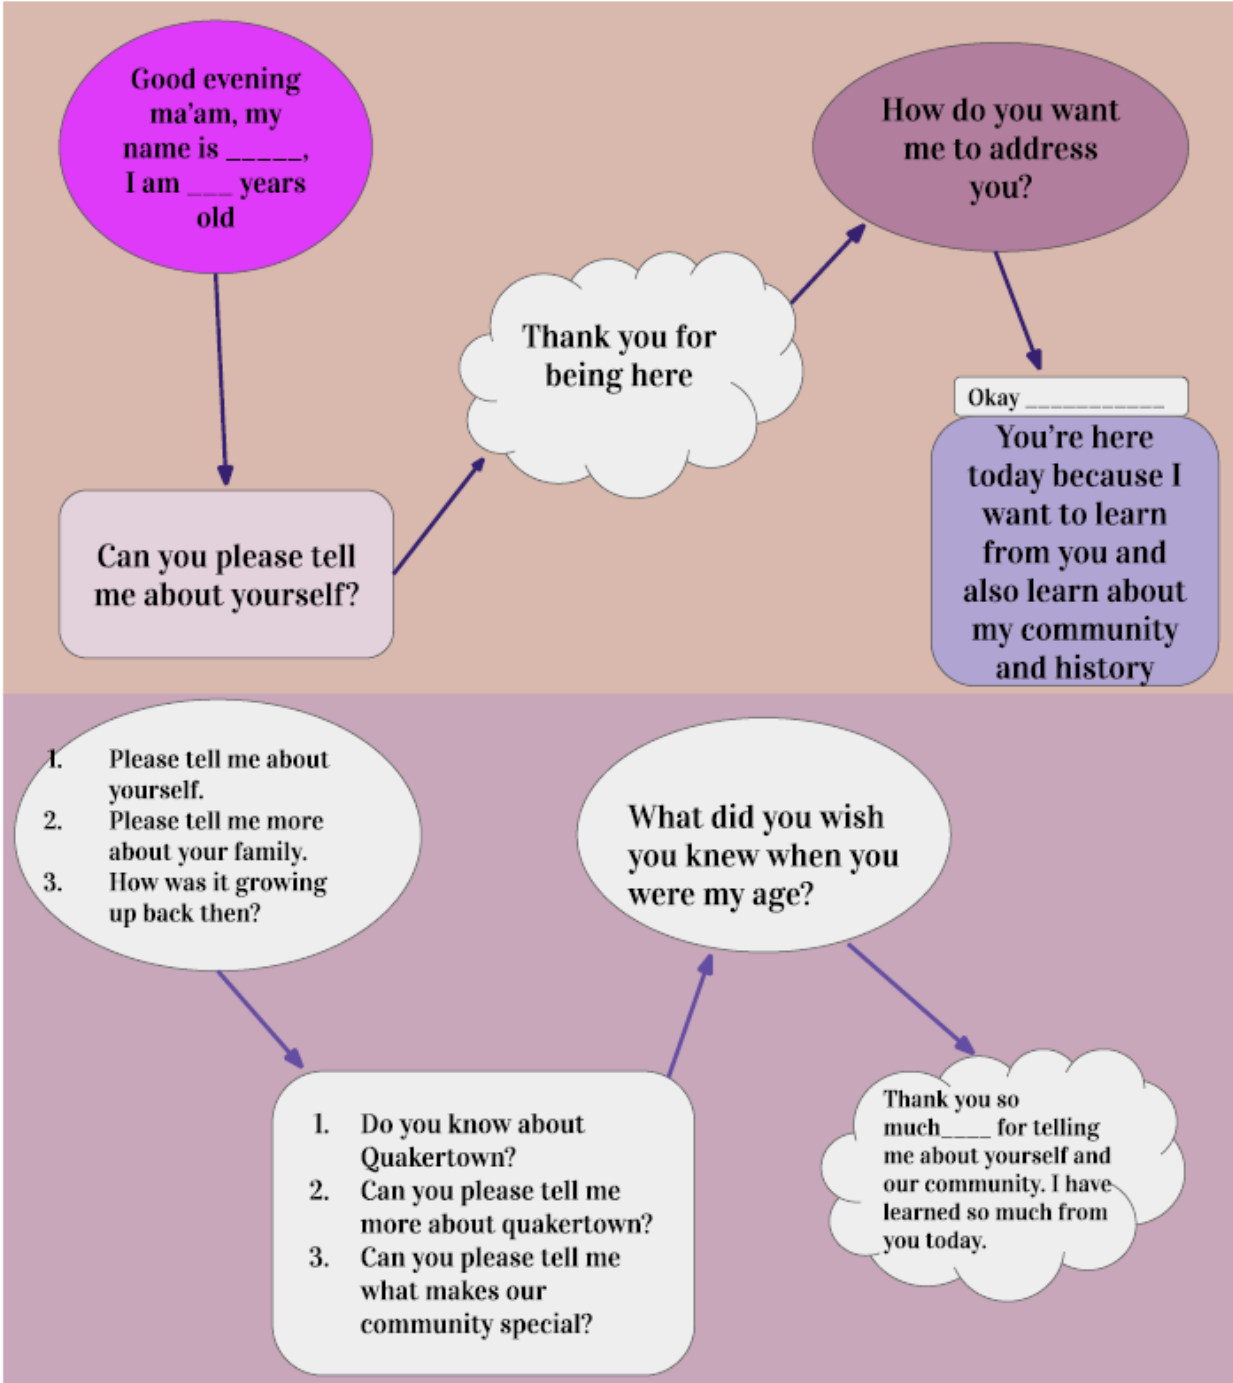 Good evening
ma'am, my
name is _____,
I am ___ years
old
Can you please tell
me about yourself?
Thank you for
being here
How do you want
me to address
you?
Okay ___________
You're here
today because I
want to learn
from you and
also learn about
my community
and history
1. Please tell me about
yourself.
2. Please tell me more
about your family.
3. How was it growing
up back then?
1. Do you know about
Quakertown?
2. Can you please tell me
more about quakertown?
3. Can you please tell me
what makes our
community special?
What did you wish
you knew when you
were my age?
Thank you so
much____ for telling
me about yourself and
our community. I have
learned so much from
you today.